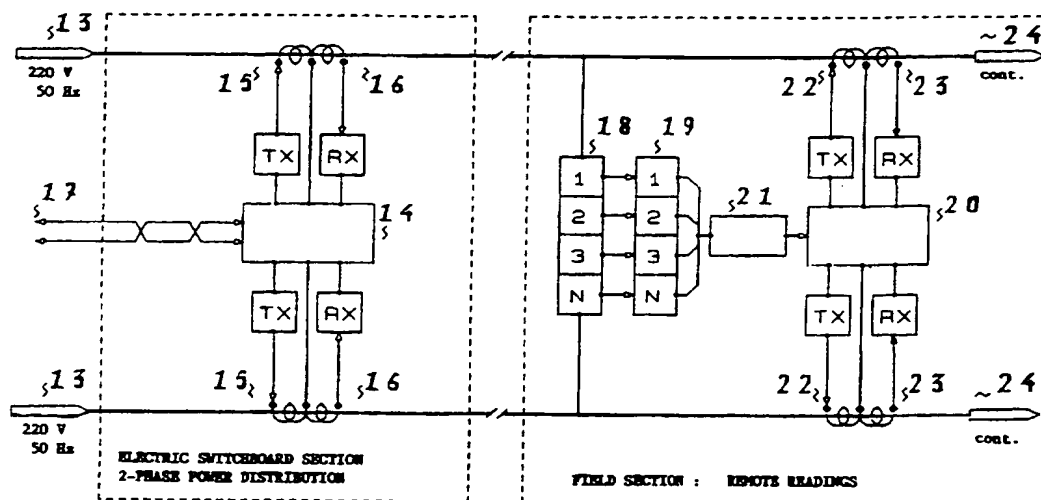 13
220 V
50 Hz
15
16
TX
RX
17
14
TX
RX
15
16
13
220 V
50 Hz
ELECTRIC SWITCHBOARD SECTION
2-PHASE POWER DISTRIBUTION
~24
cont.
22
23
TX
RX
18
19
1
2
3
N
1
2
3
N
21
20
TX
RX
22
23
~24
cont.
FIELD SECTION : REMOTE READINGS